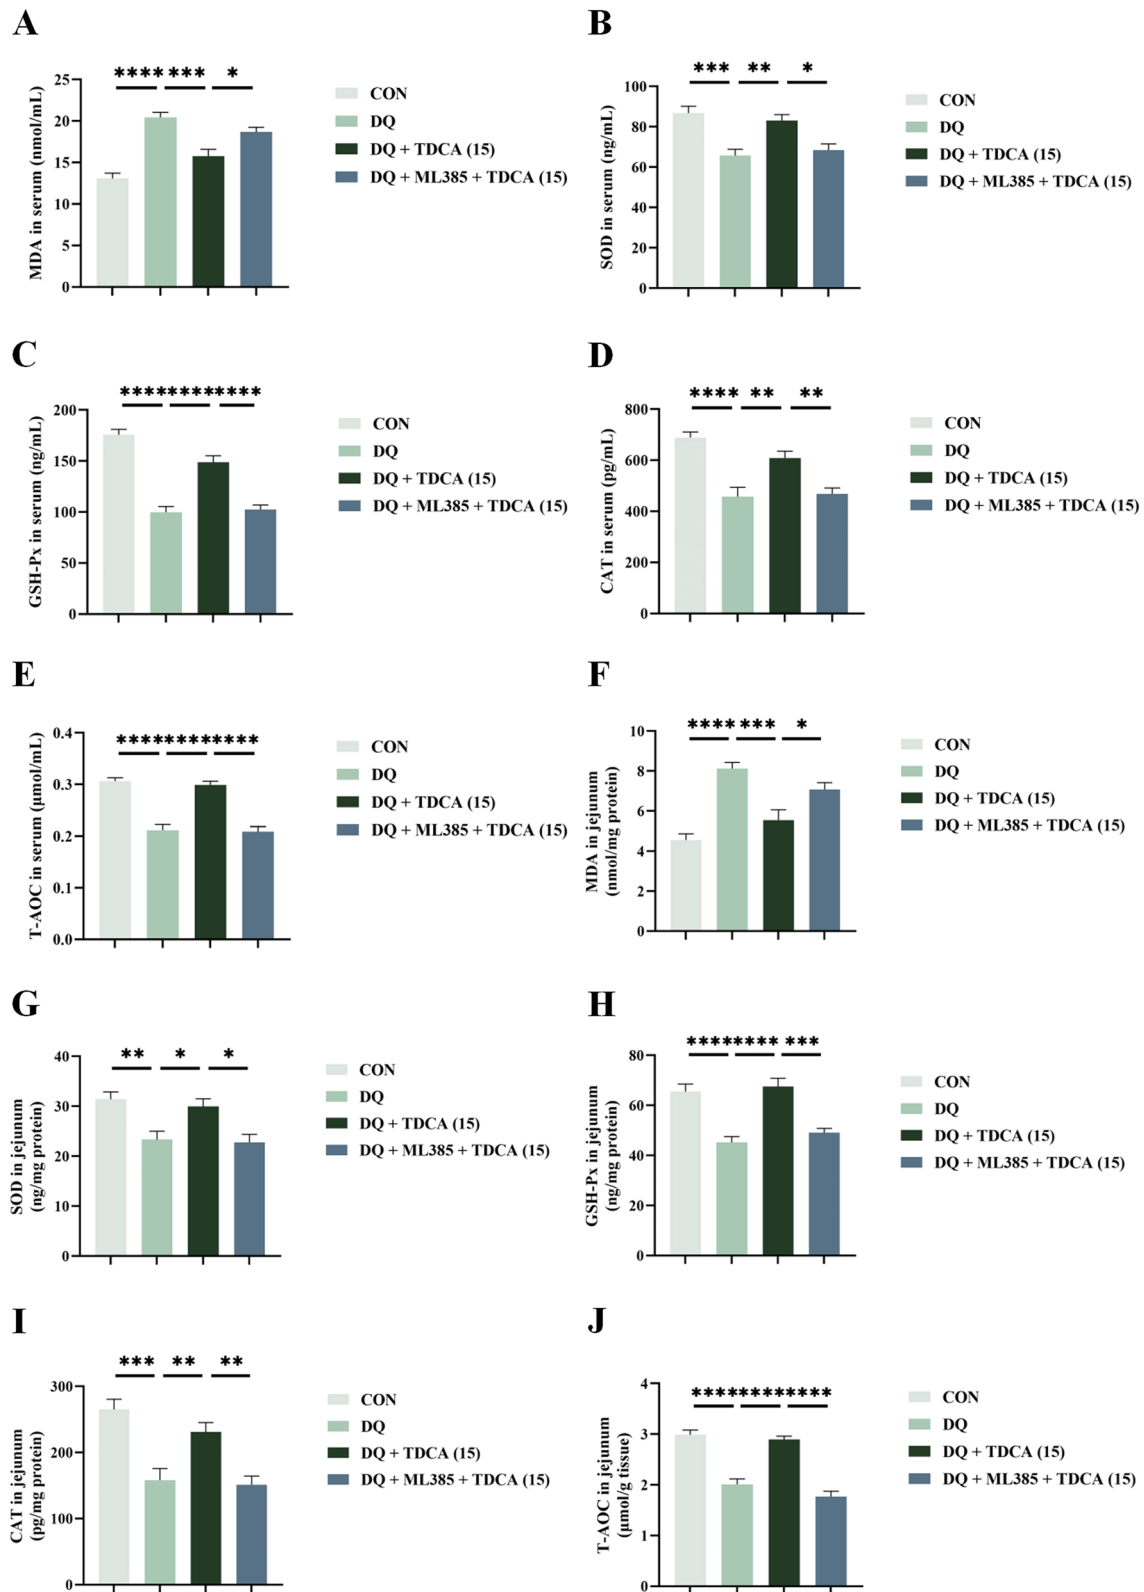 A
MDA in serum (nmol/mL)
25
20
15
10
5
0
**** *** *
CON
DQ
DQ + TDCA (15)
DQ + ML385 + TDCA (15)
B
SOD in serum (ng/mL)
100
80
60
40
20
0
*** ** *
CON
DQ
DQ + TDCA (15)
DQ + ML385 + TDCA (15)
C
GSH-Px in serum (ng/mL)
200
150
100
50
0
************
CON
DQ
DQ + TDCA (15)
DQ + ML385 + TDCA (15)
D
CAT in serum (pg/mL)
800
600
400
200
0
**** ** **
CON
DQ
DQ + TDCA (15)
DQ + ML385 + TDCA (15)
E
T-AOC in serum (μmol/mL)
0.4
0.3
0.2
0.1
0.0
************
CON
DQ
DQ + TDCA (15)
DQ + ML385 + TDCA (15)
F
MDA in jejunum
(nmol/mg protein)
10
8
6
4
2
0
**** *** *
CON
DQ
DQ + TDCA (15)
DQ + ML385 + TDCA (15)
G
SOD in jejunum
(ng/mg protein)
40
30
20
10
0
** * *
CON
DQ
DQ + TDCA (15)
DQ + ML385 + TDCA (15)
H
GSH-Px in jejunum
(ng/mg protein)
80
60
40
20
0
******** ***
CON
DQ
DQ + TDCA (15)
DQ + ML385 + TDCA (15)
I
CAT in jejunum
(pg/mg protein)
300
200
100
0
*** ** **
CON
DQ
DQ + TDCA (15)
DQ + ML385 + TDCA (15)
J
T-AOC in jejunum
(μmol/g tissue)
4
3
2
1
0
************
CON
DQ
DQ + TDCA (15)
DQ + ML385 + TDCA (15)